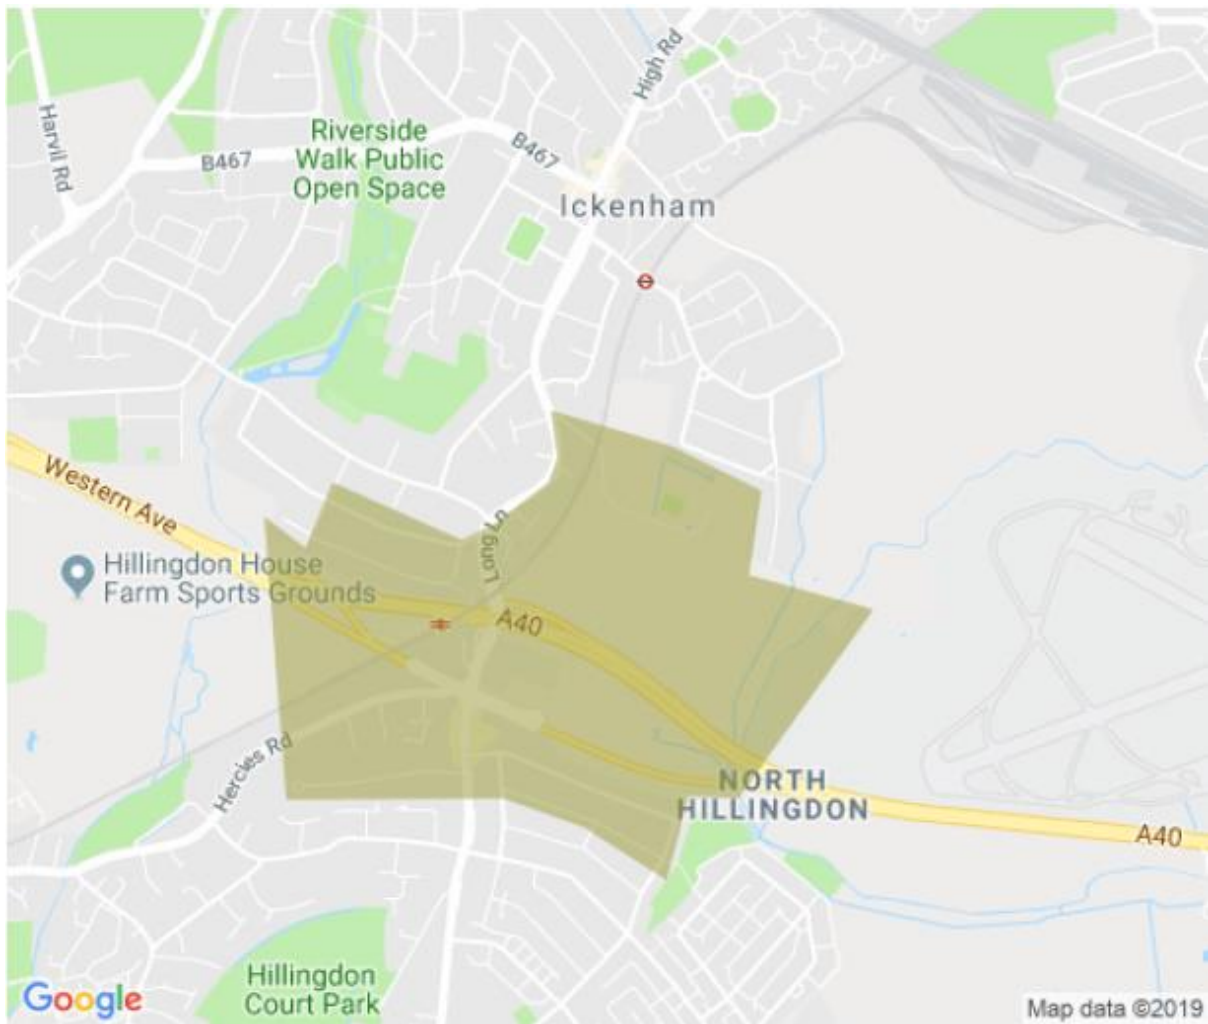 High Rd
Harvil Rd
Riverside
Walk Public
Open Space
B467
B467
Ickenham
Western Ave
Long Ln
Hillingdon House
Farm Sports Grounds
A40
Hercies Rd
NORTH
HILLINGDON
A40
Hillingdon
Court Park
Google
Map data ©2019